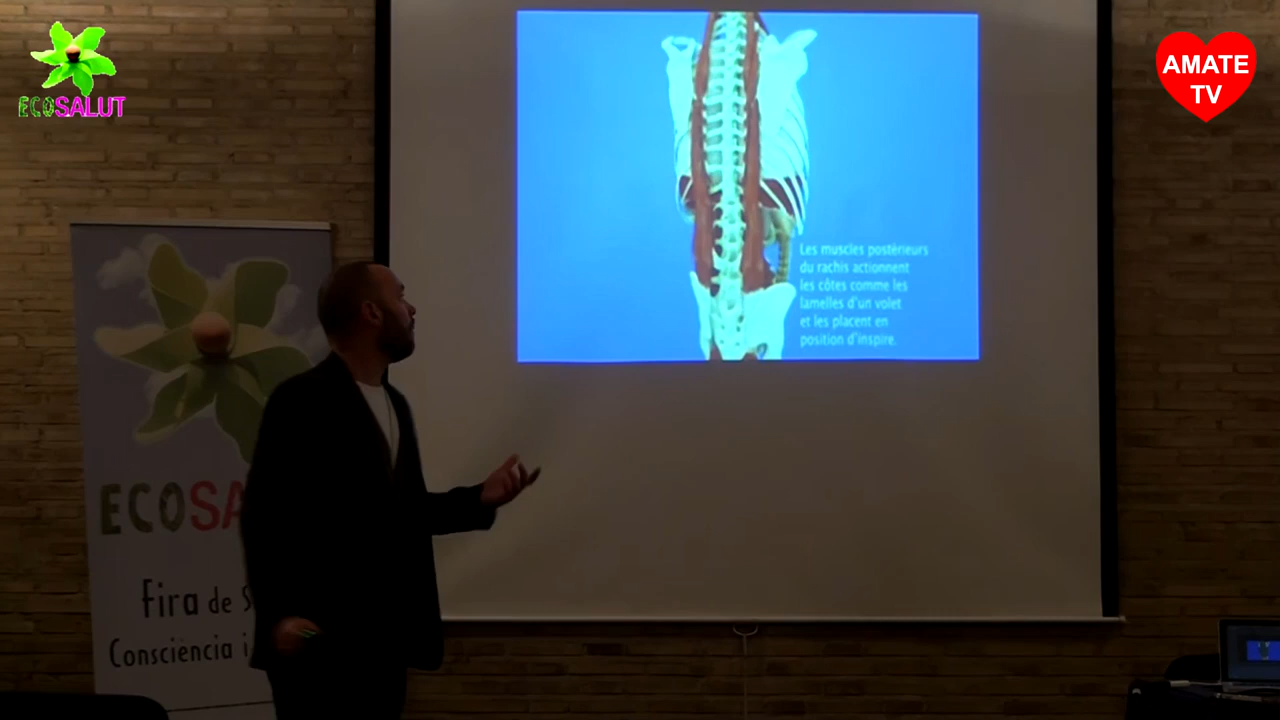 ECOSALUT
AMATE
TV
Les muscles postérieurs
du rachis actionnent
les côtes comme les
lamelles d'un volet
et les placent en
position d'inspire.
ECOSA
Fira de S
Consciència i